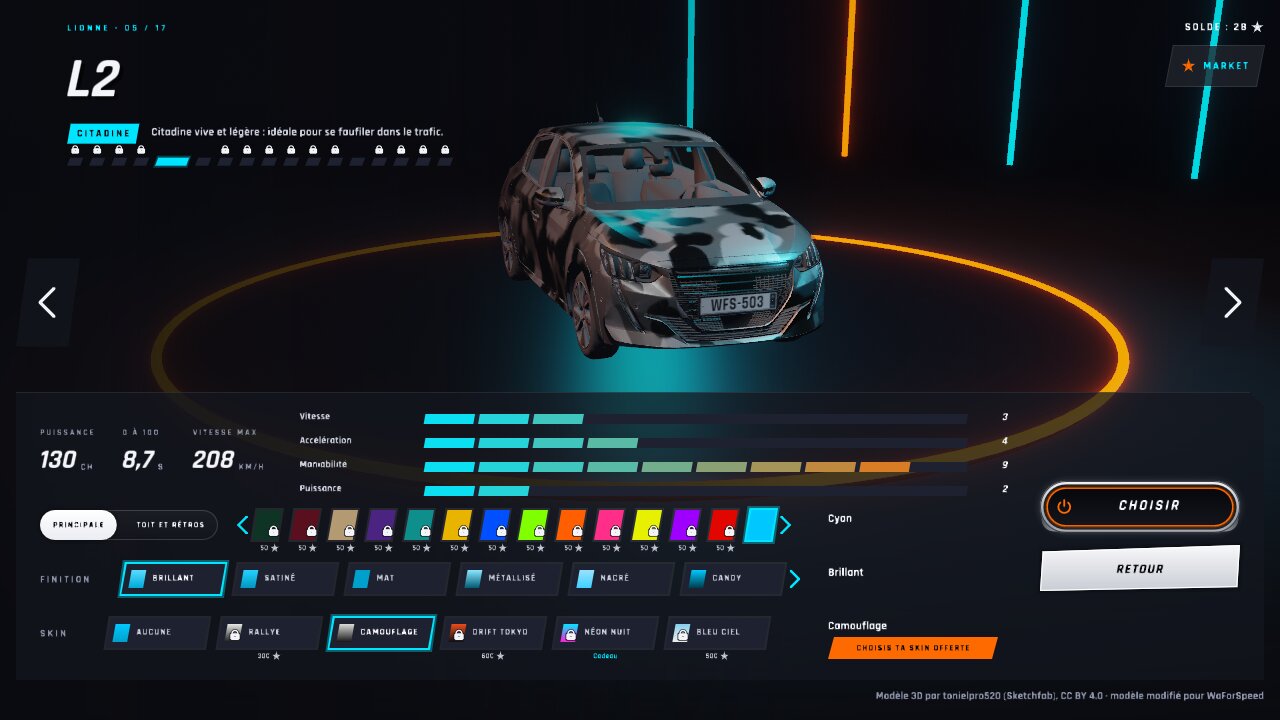 LIONNE · 05 / 17
SOLDE : 28 ★
L2
★ MARKET
CITADINE
Citadine vive et légère : idéale pour se faufiler dans le trafic.
WFS-503
PUISSANCE
130 CH
0 À 100
8,7 S
VITESSE MAX
208 KM/H
Vitesse 3
Accélération 4
Maniabilité 9
Puissance 2
PRINCIPALE
TOIT ET RÉTROS
50 ★ 50 ★ 50 ★ 50 ★ 50 ★ 50 ★ 50 ★ 50 ★ 50 ★ 50 ★ 50 ★ 50 ★ 50 ★
Cyan
CHOISIR
FINITION
BRILLANT
SATINÉ
MAT
MÉTALLISÉ
NACRÉ
CANDY
Brillant
RETOUR
SKIN
AUCUNE
RALLYE
300 ★
CAMOUFLAGE
DRIFT TOKYO
600 ★
NÉON NUIT
Cadeau
BLEU CIEL
500 ★
Camouflage
CHOISIS TA SKIN OFFERTE
Modèle 3D par tonielpro520 (Sketchfab), CC BY 4.0 - modèle modifié pour WaForSpeed